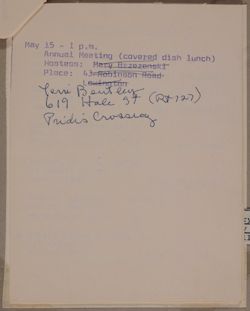 May 15 - 1 p.m.
Annual Meeting (covered dish lunch)
Hostess: Mary Brzezenski
Place: 43 Robinson Road
Lexington
Terri Bentley
619 Hale St (Rt 127)
Prides Crossing